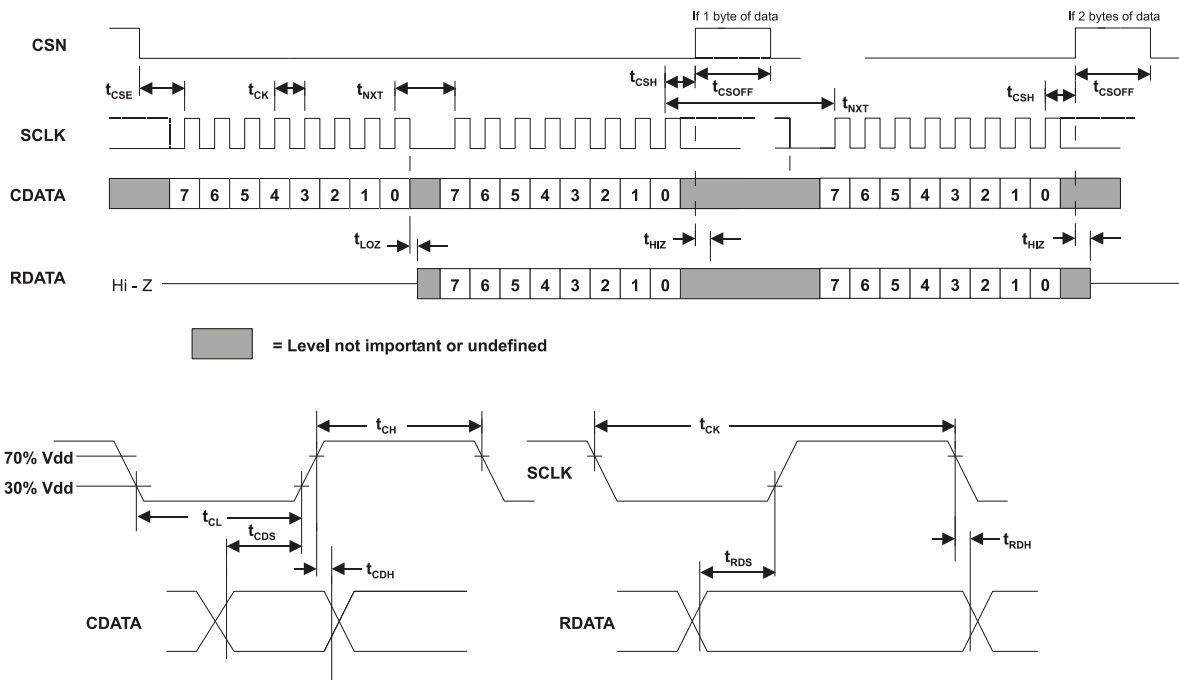 If 1 byte of data
If 2 bytes of data
CSN
tCSE
tCK
tNXT
tCSH
tCSOFF
tNXT
tCSH
tCSOFF
SCLK
CDATA
7 6 5 4 3 2 1 0
7 6 5 4 3 2 1 0
7 6 5 4 3 2 1 0
tLOZ
tHIZ
tHIZ
RDATA
Hi - Z
7 6 5 4 3 2 1 0
7 6 5 4 3 2 1 0
= Level not important or undefined
tCH
tCK
70% Vdd
30% Vdd
SCLK
tCL
tCDS
tCDH
tRDS
tRDH
CDATA
RDATA